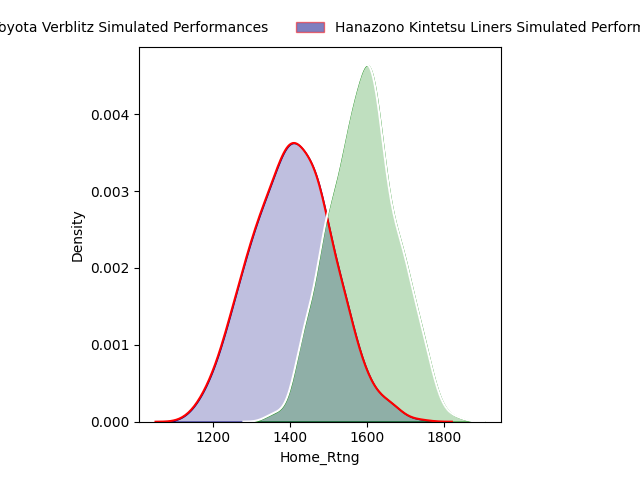 oyota Verblitz Simulated Performances
Hanazono Kintetsu Liners Simulated Perforn
0.004
0.003
0.002
0.001
0.000
Density
1200 1400 1600 1800
Home_Rtng